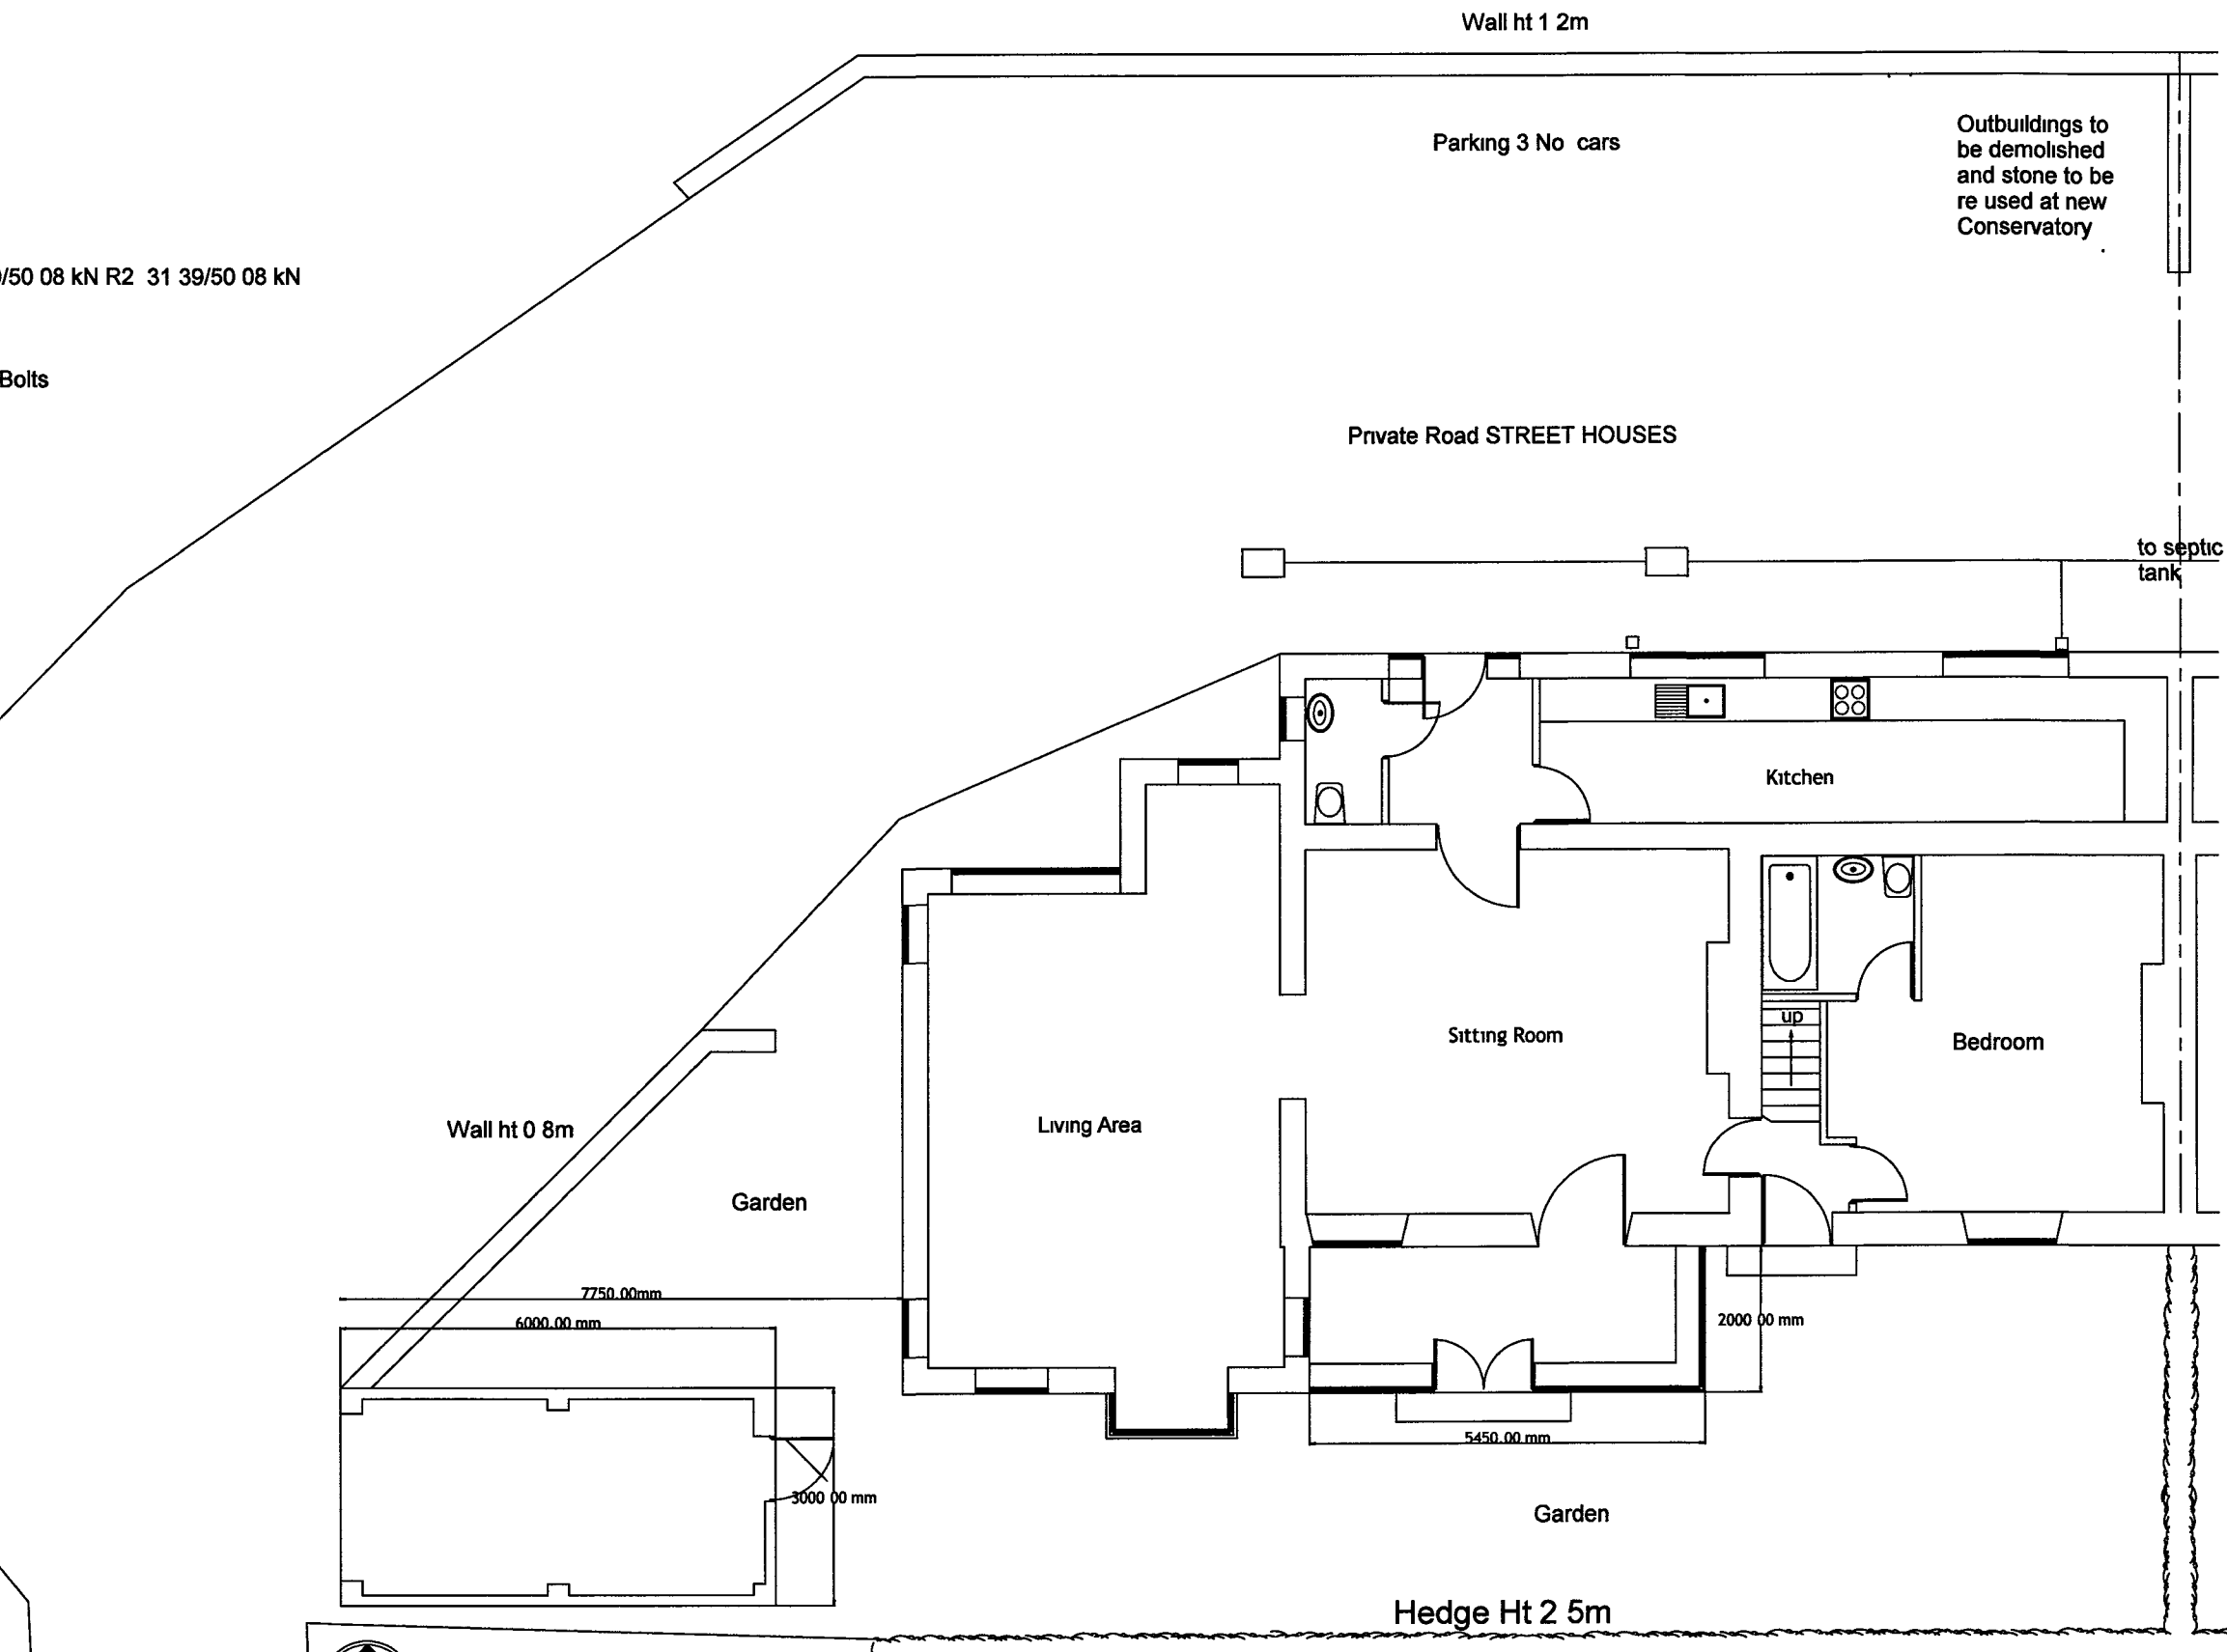 Wall ht 1 2m
Parking 3 No cars
Outbuildings to
be demolished
and stone to be
re used at new
Conservatory
/50 08 kN R2 31 39/50 08 kN
Bolts
Private Road STREET HOUSES
to septic
tank
Kitchen
up
Sitting Room
Bedroom
Living Area
Wall ht 0 8m
Garden
7750.00mm
6000.00 mm
2000 00 mm
5450.00 mm
3000 00 mm
Garden
Hedge Ht 2 5m